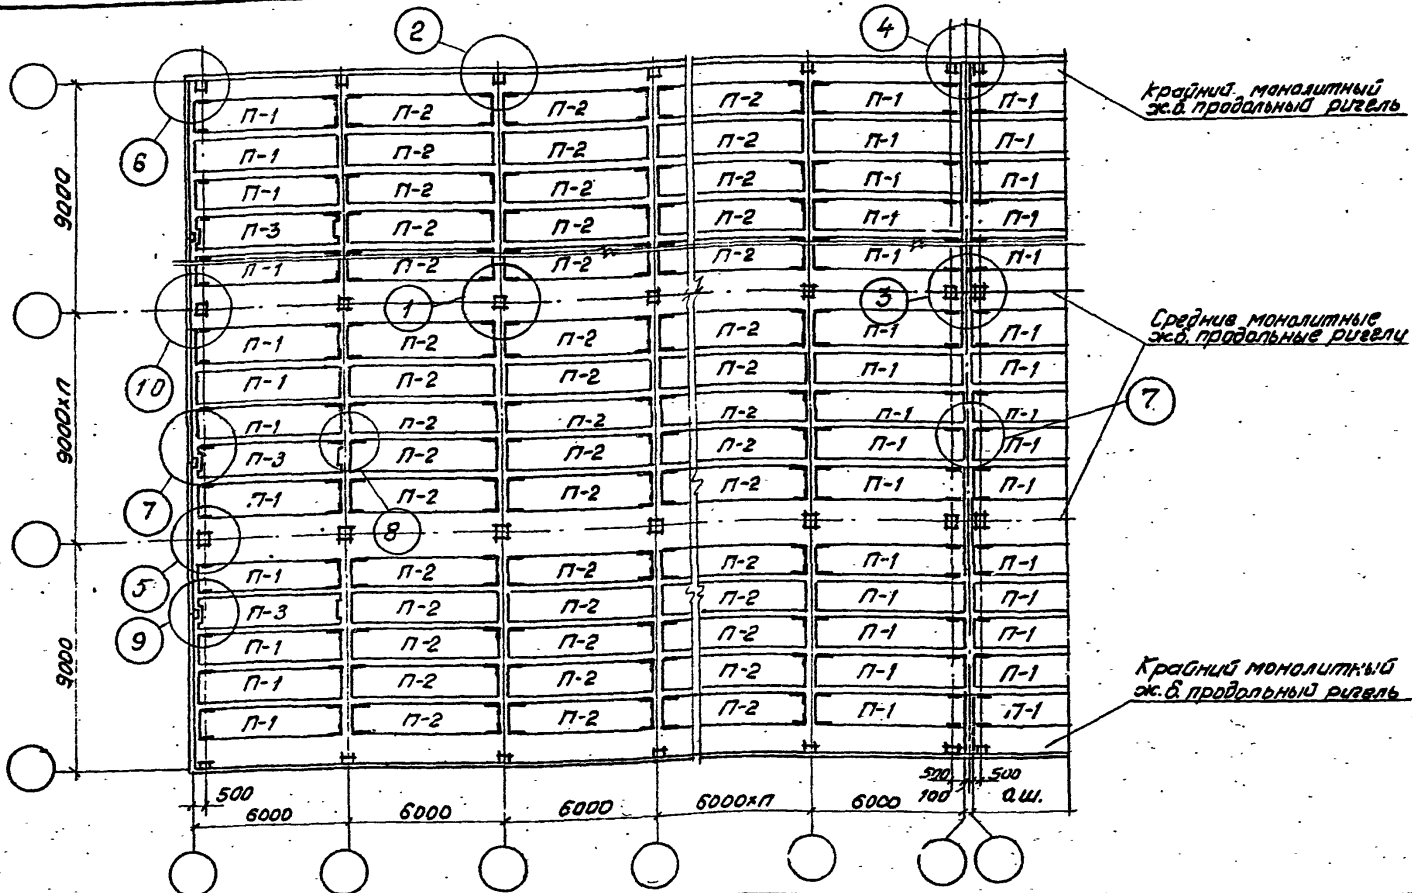 2
4
Крайний монолитный
ж.б. продольный ригель
6
9000
П-1 П-2 П-2 П-2 П-1 П-1
П-1 П-2 П-2 П-2 П-1 П-1
П-1 П-2 П-2 П-2 П-1 П-1
П-3 П-2 П-2 П-2 П-1 П-1
П-1 П-2 П-2 П-2 П-1 П-1
10
1
3
Средние монолитные
ж.б. продольные ригели
9000хп
П-1 П-2 П-2 П-2 П-1 П-1
П-1 П-2 П-2 П-2 П-1 П-1
П-1 П-2 П-2 П-2 П-1 П-1
П-3 П-2 П-2 П-2 П-1 П-1
П-1 П-2 П-2 П-2 П-1 П-1
7
7
8
5
9
9000
П-1 П-2 П-2 П-2 П-1 П-1
П-3 П-2 П-2 П-2 П-1 П-1
П-1 П-2 П-2 П-2 П-1 П-1
П-1 П-2 П-2 П-2 П-1 П-1
П-1 П-2 П-2 П-2 П-1 П-1
Крайний монолитный
ж.б. продольный ригель
500 500 500
100 а.ш.
6000 6000 6000 6000хп 6000